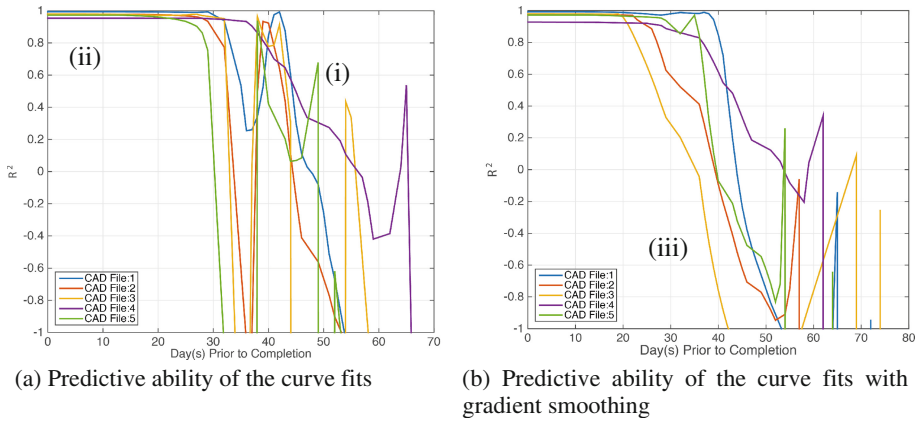 1
0.8
0.6
0.4
0.2
0
-0.2
-0.4
-0.6
-0.8
-1
R²
(ii)
(i)
CAD File:1
CAD File:2
CAD File:3
CAD File:4
CAD File:5
0 10 20 30 40 50 60 70
Day(s) Prior to Completion
(a) Predictive ability of the curve fits
1
0.8
0.6
0.4
0.2
0
-0.2
-0.4
-0.6
-0.8
-1
R²
(iii)
CAD File:1
CAD File:2
CAD File:3
CAD File:4
CAD File:5
0 10 20 30 40 50 60 70 80
Day(s) Prior to Completion
(b) Predictive ability of the curve fits with
gradient smoothing